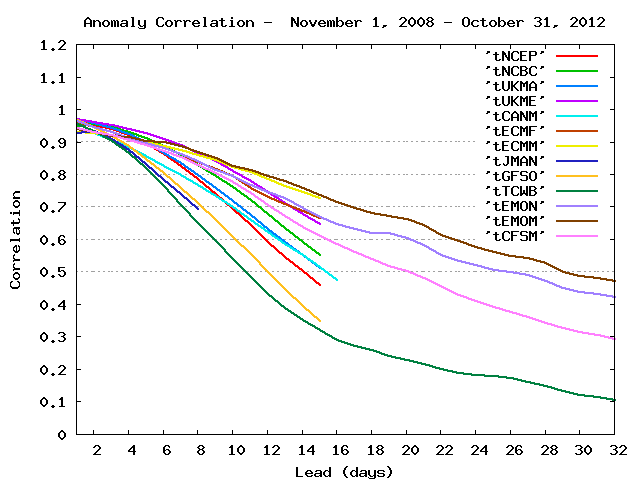 Anomaly Correlation -  November 1, 2008 - October 31, 2012
1.2
1.1
1
0.9
0.8
0.7
0.6
0.5
0.4
0.3
0.2
0.1
0
Correlation
'tNCEP'
'tNCBC'
'tUKMA'
'tUKME'
'tCANM'
'tECMF'
'tECMM'
'tJMAN'
'tGFSO'
'tTCWB'
'tEMON'
'tEMOM'
'tCFSM'
2 4 6 8 10 12 14 16 18 20 22 24 26 28 30 32
Lead (days)